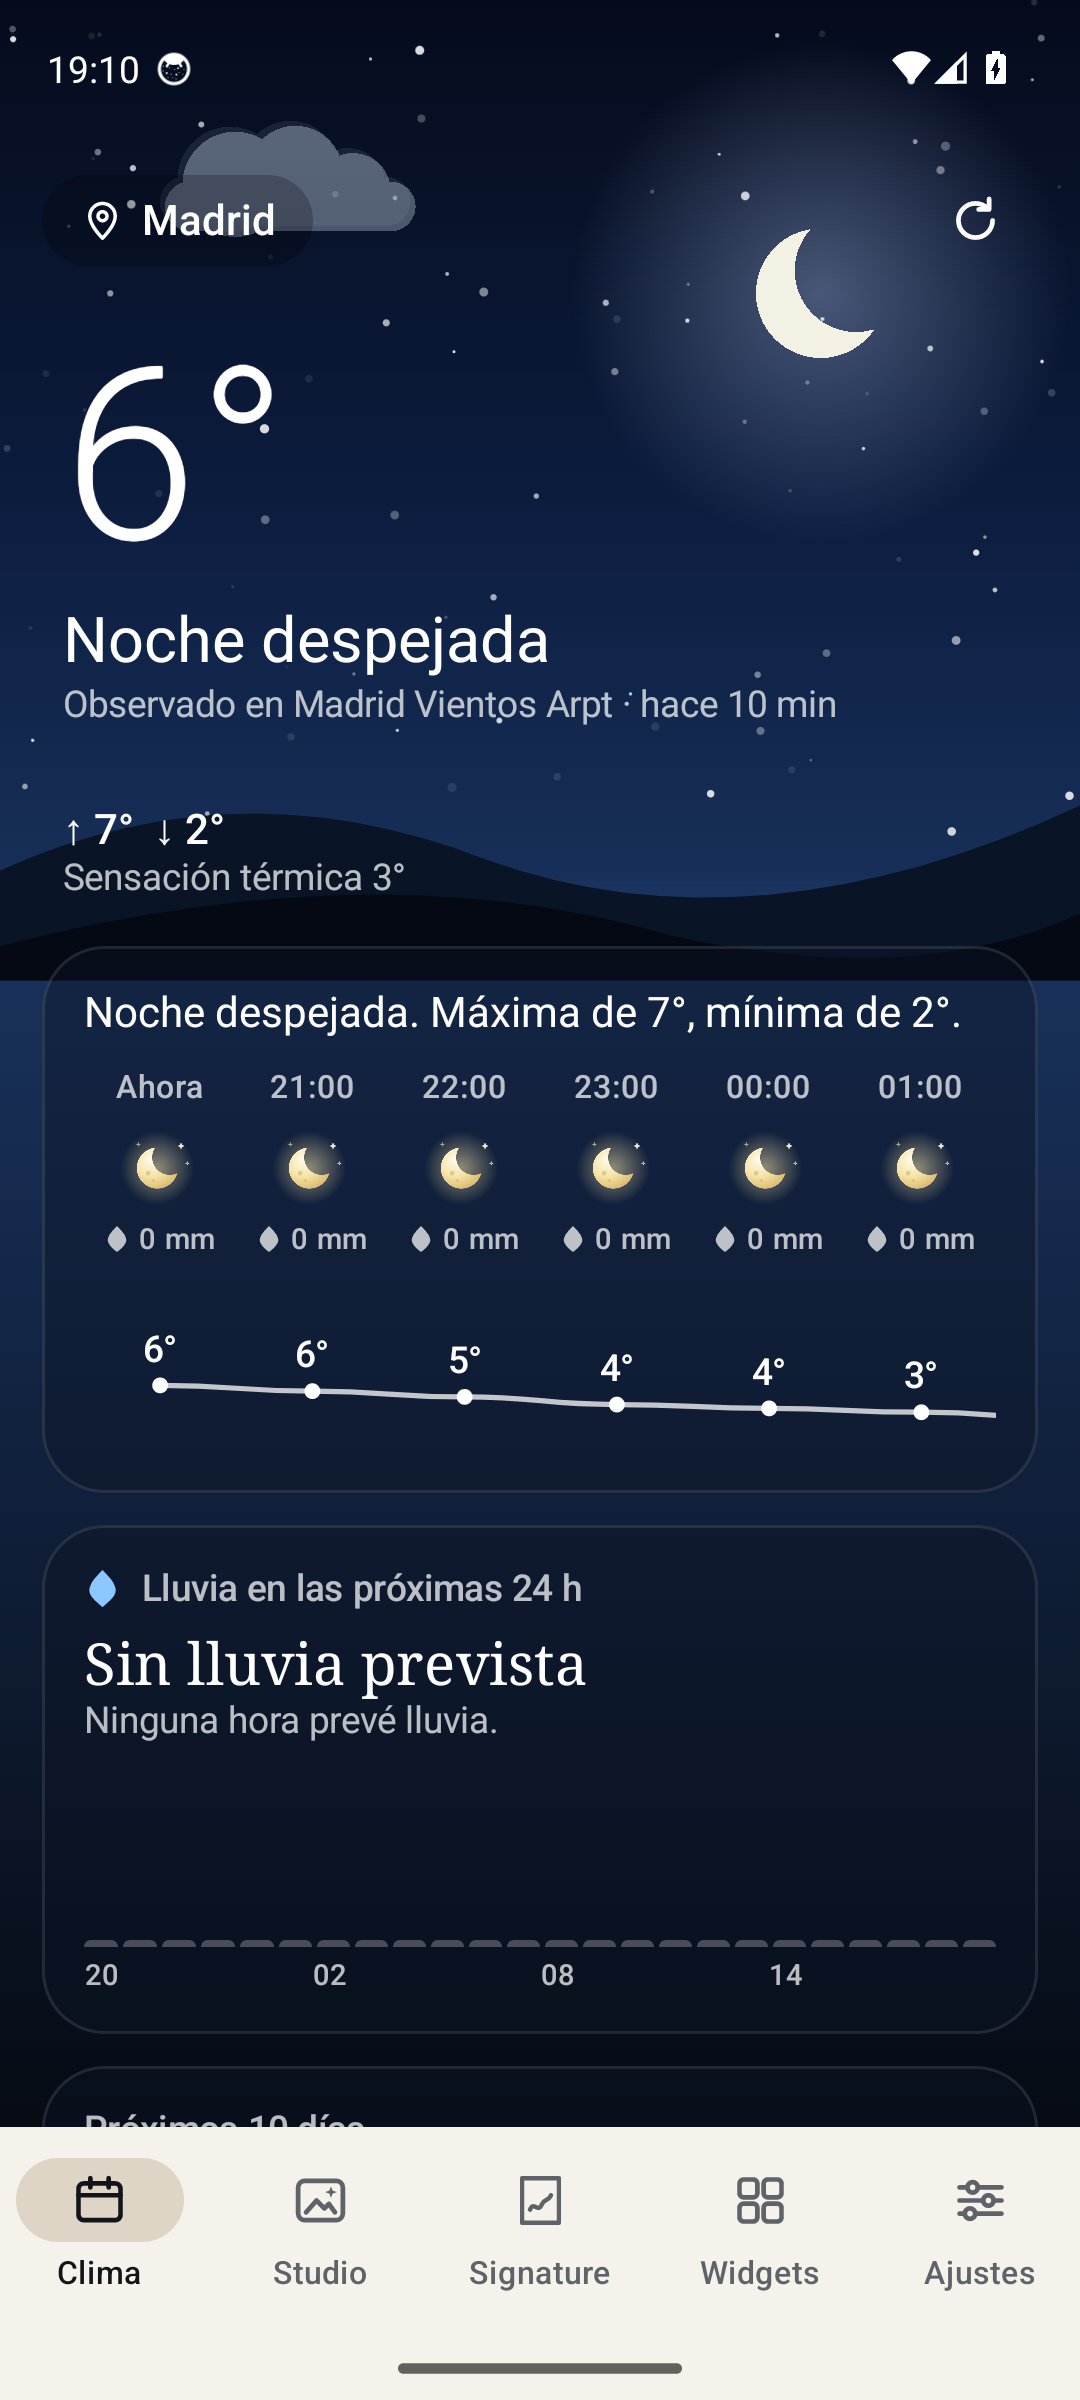 19:10
Madrid
6°
Noche despejada
Observado en Madrid Vientos Arpt · hace 10 min
↑ 7° ↓ 2°
Sensación térmica 3°
Noche despejada. Máxima de 7°, mínima de 2°.
Ahora 21:00 22:00 23:00 00:00 01:00
0 mm 0 mm 0 mm 0 mm 0 mm 0 mm
6° 6° 5° 4° 4° 3°
Lluvia en las próximas 24 h
Sin lluvia prevista
Ninguna hora prevé lluvia.
20 02 08 14
Próximos 10 días
Clima Studio Signature Widgets Ajustes